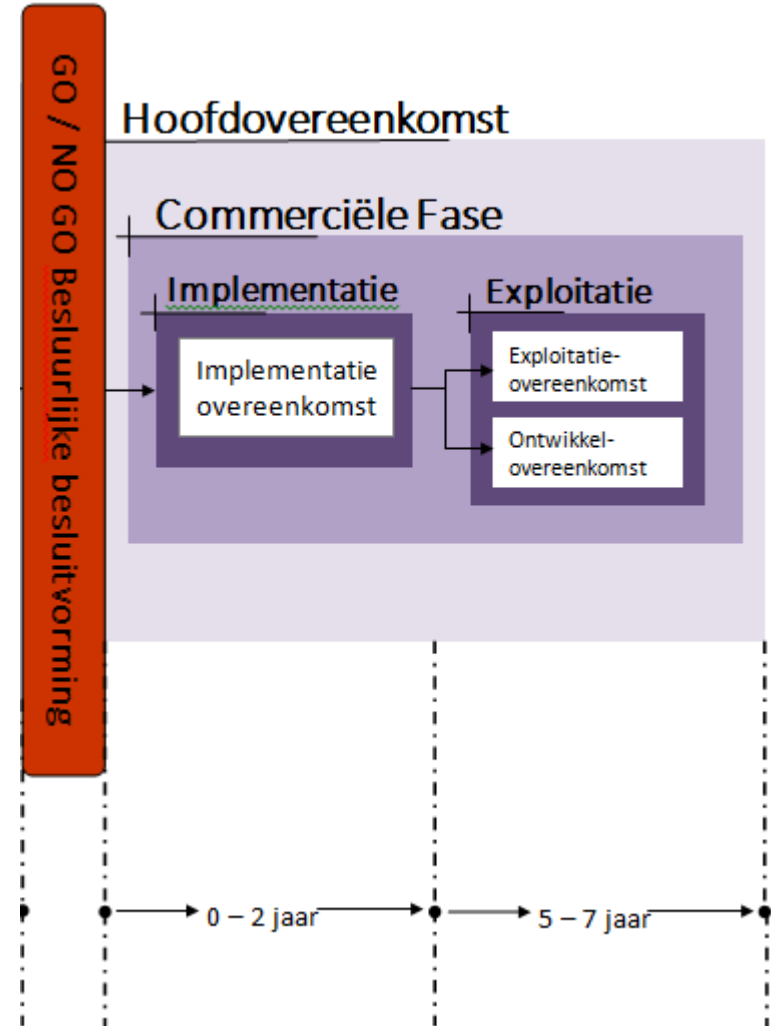 GO / NO GO Besluurlijke besluitvorming
Hoofdovereenkomst
Commerciële Fase
Implementatie
Exploitatie
Implementatie
overeenkomst
Exploitatie-
overeenkomst
Ontwikkel-
overeenkomst
0 – 2 jaar
5 – 7 jaar